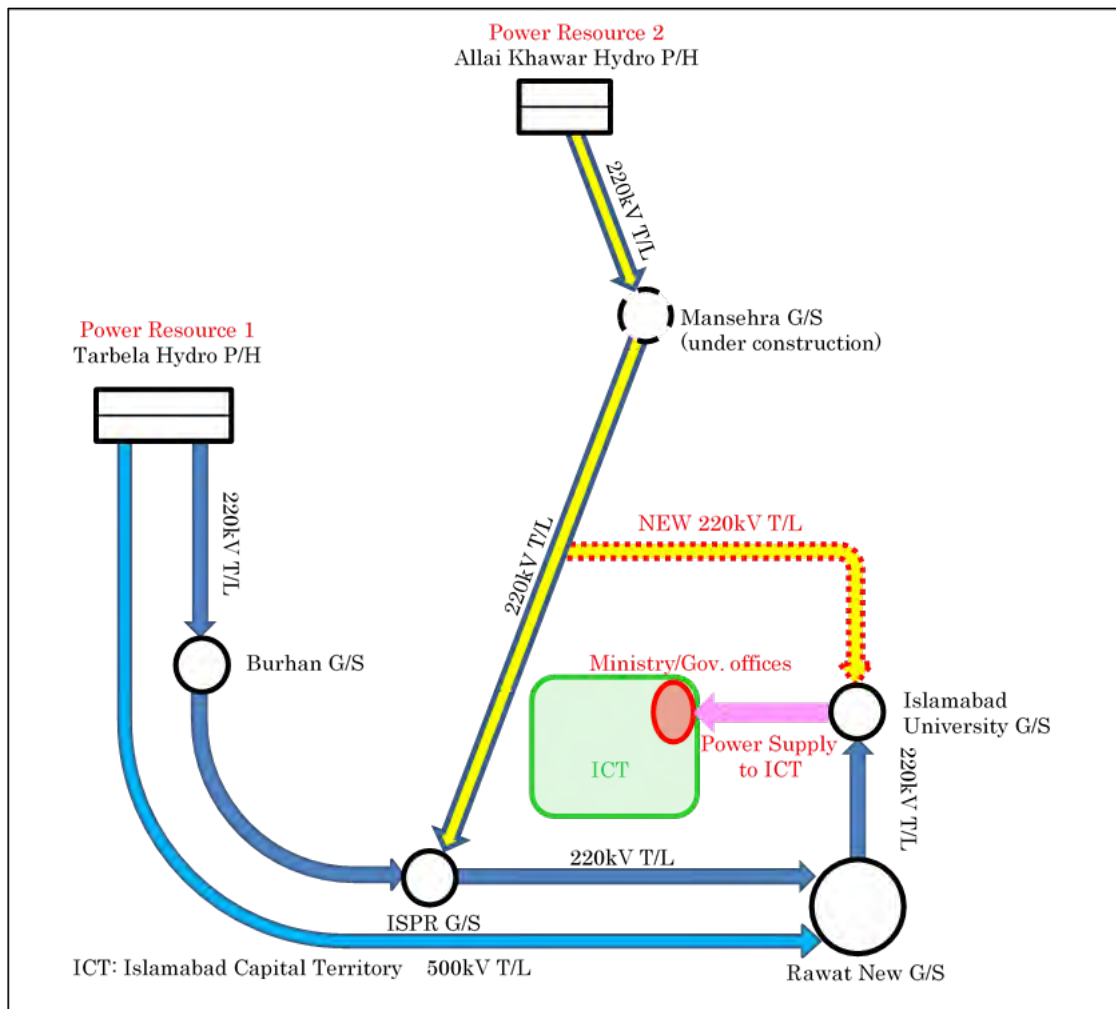 Power Resource 2
Allai Khawar Hydro P/H
220kV T/L
Mansehra G/S
(under construction)
Power Resource 1
Tarbela Hydro P/H
220kV T/L
220kV T/L
NEW 220kV T/L
Burhan G/S
Ministry/Gov. offices
Islamabad
University G/S
Power Supply
to ICT
ICT
220kV T/L
220kV T/L
ISPR G/S
ICT: Islamabad Capital Territory 500kV T/L
Rawat New G/S